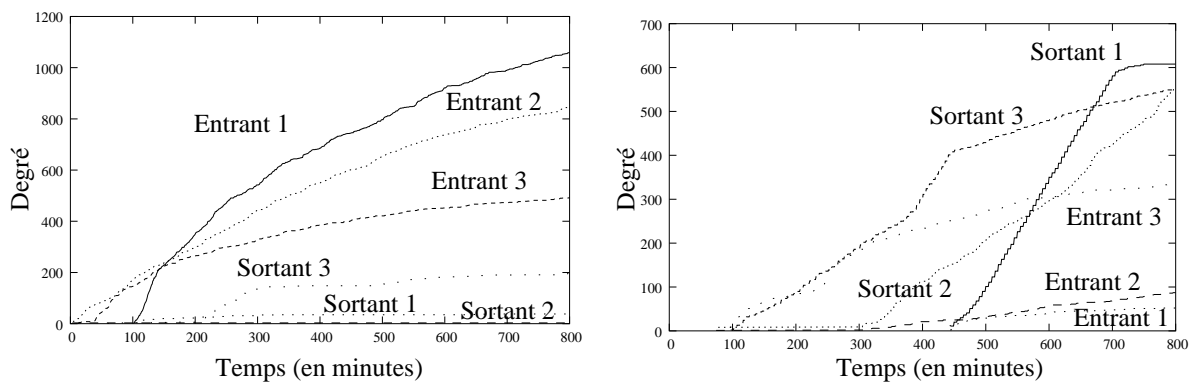 1200
1000
800
600
400
200
0
Degré
Entrant 1
Entrant 2
Entrant 3
Sortant 3
Sortant 1
Sortant 2
0 100 200 300 400 500 600 700 800
Temps (en minutes)
700
600
500
400
300
200
100
0
Degré
Sortant 1
Sortant 3
Entrant 3
Sortant 2
Entrant 2
Entrant 1
0 100 200 300 400 500 600 700 800
Temps (en minutes)